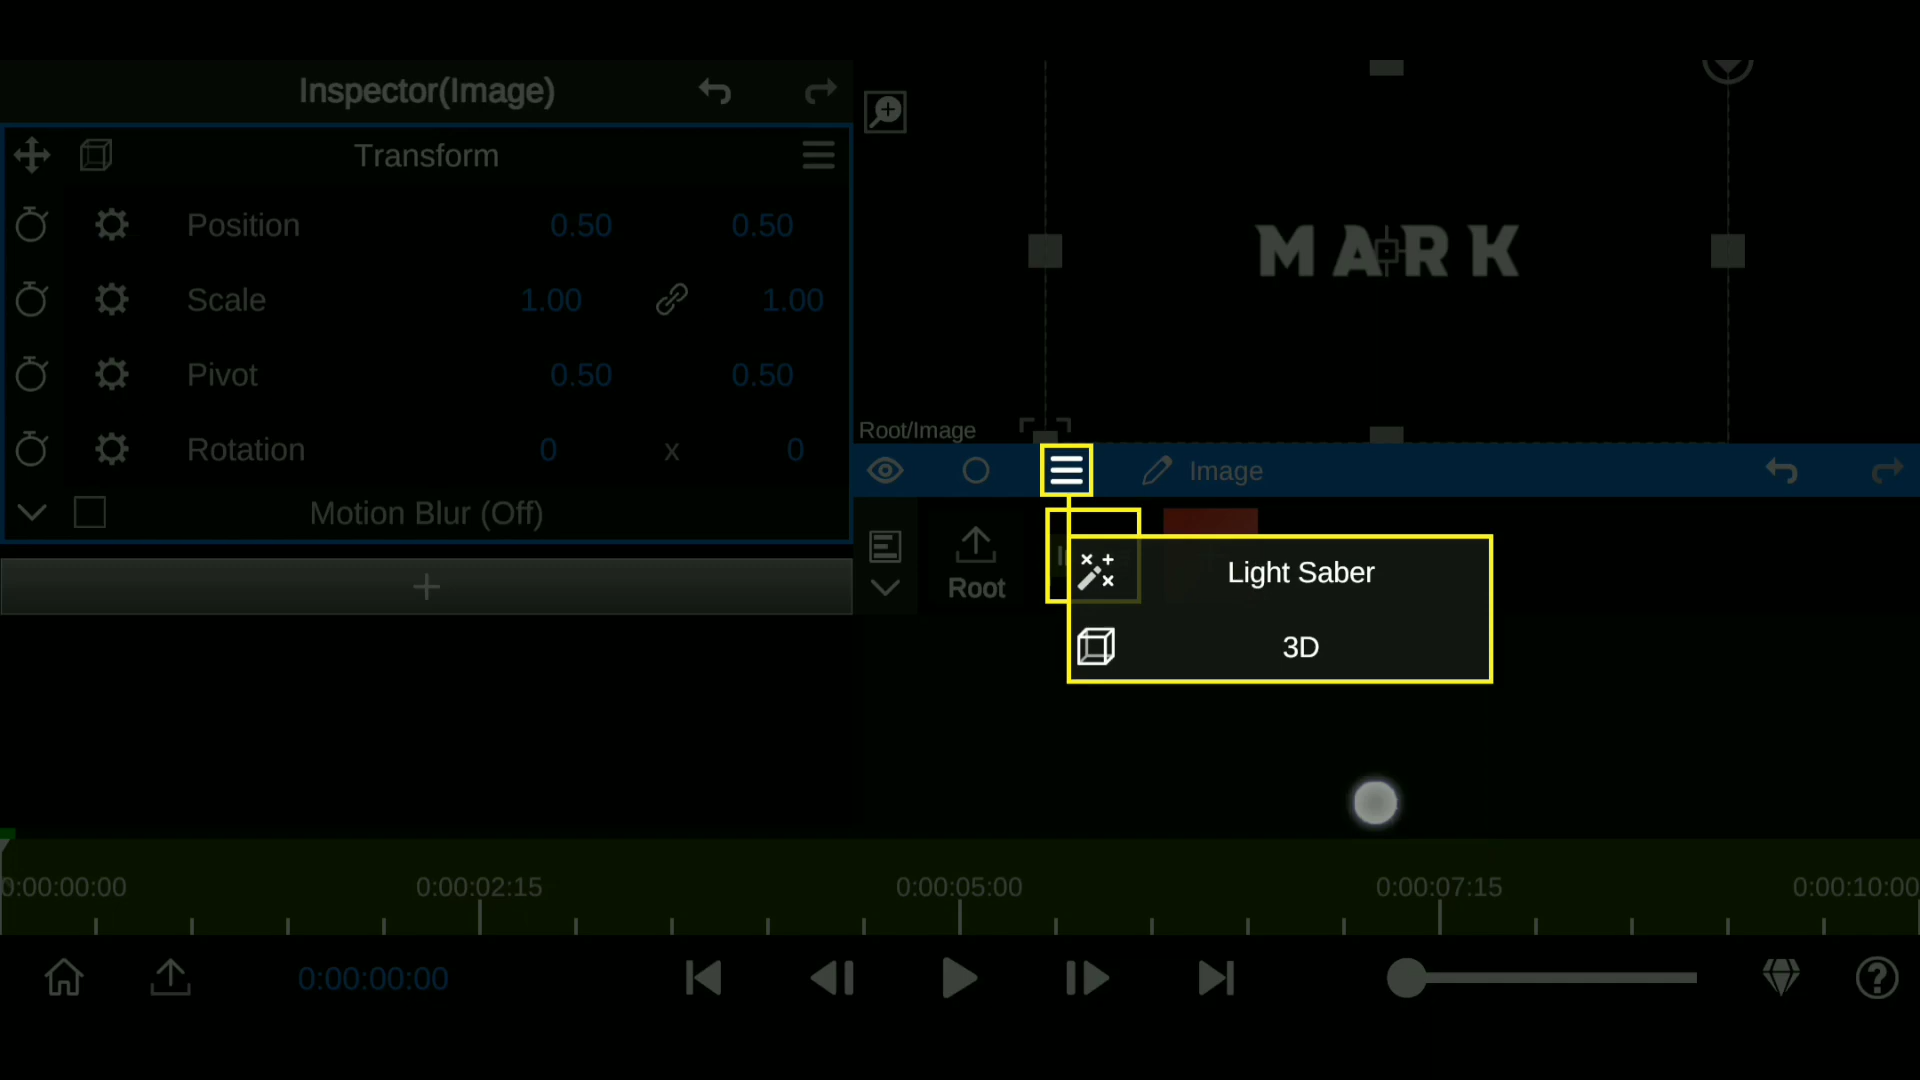 Inspector(Image)
Transform
Position 0.50 0.50
Scale 1.00 1.00
Pivot 0.50 0.50
Rotation 0 x 0
Motion Blur (Off)
MARK
Root/Image
Image
Root
Light Saber
3D
0:00:00:00 0:00:02:15 0:00:05:00 0:00:07:15 0:00:10:00
0:00:00:00